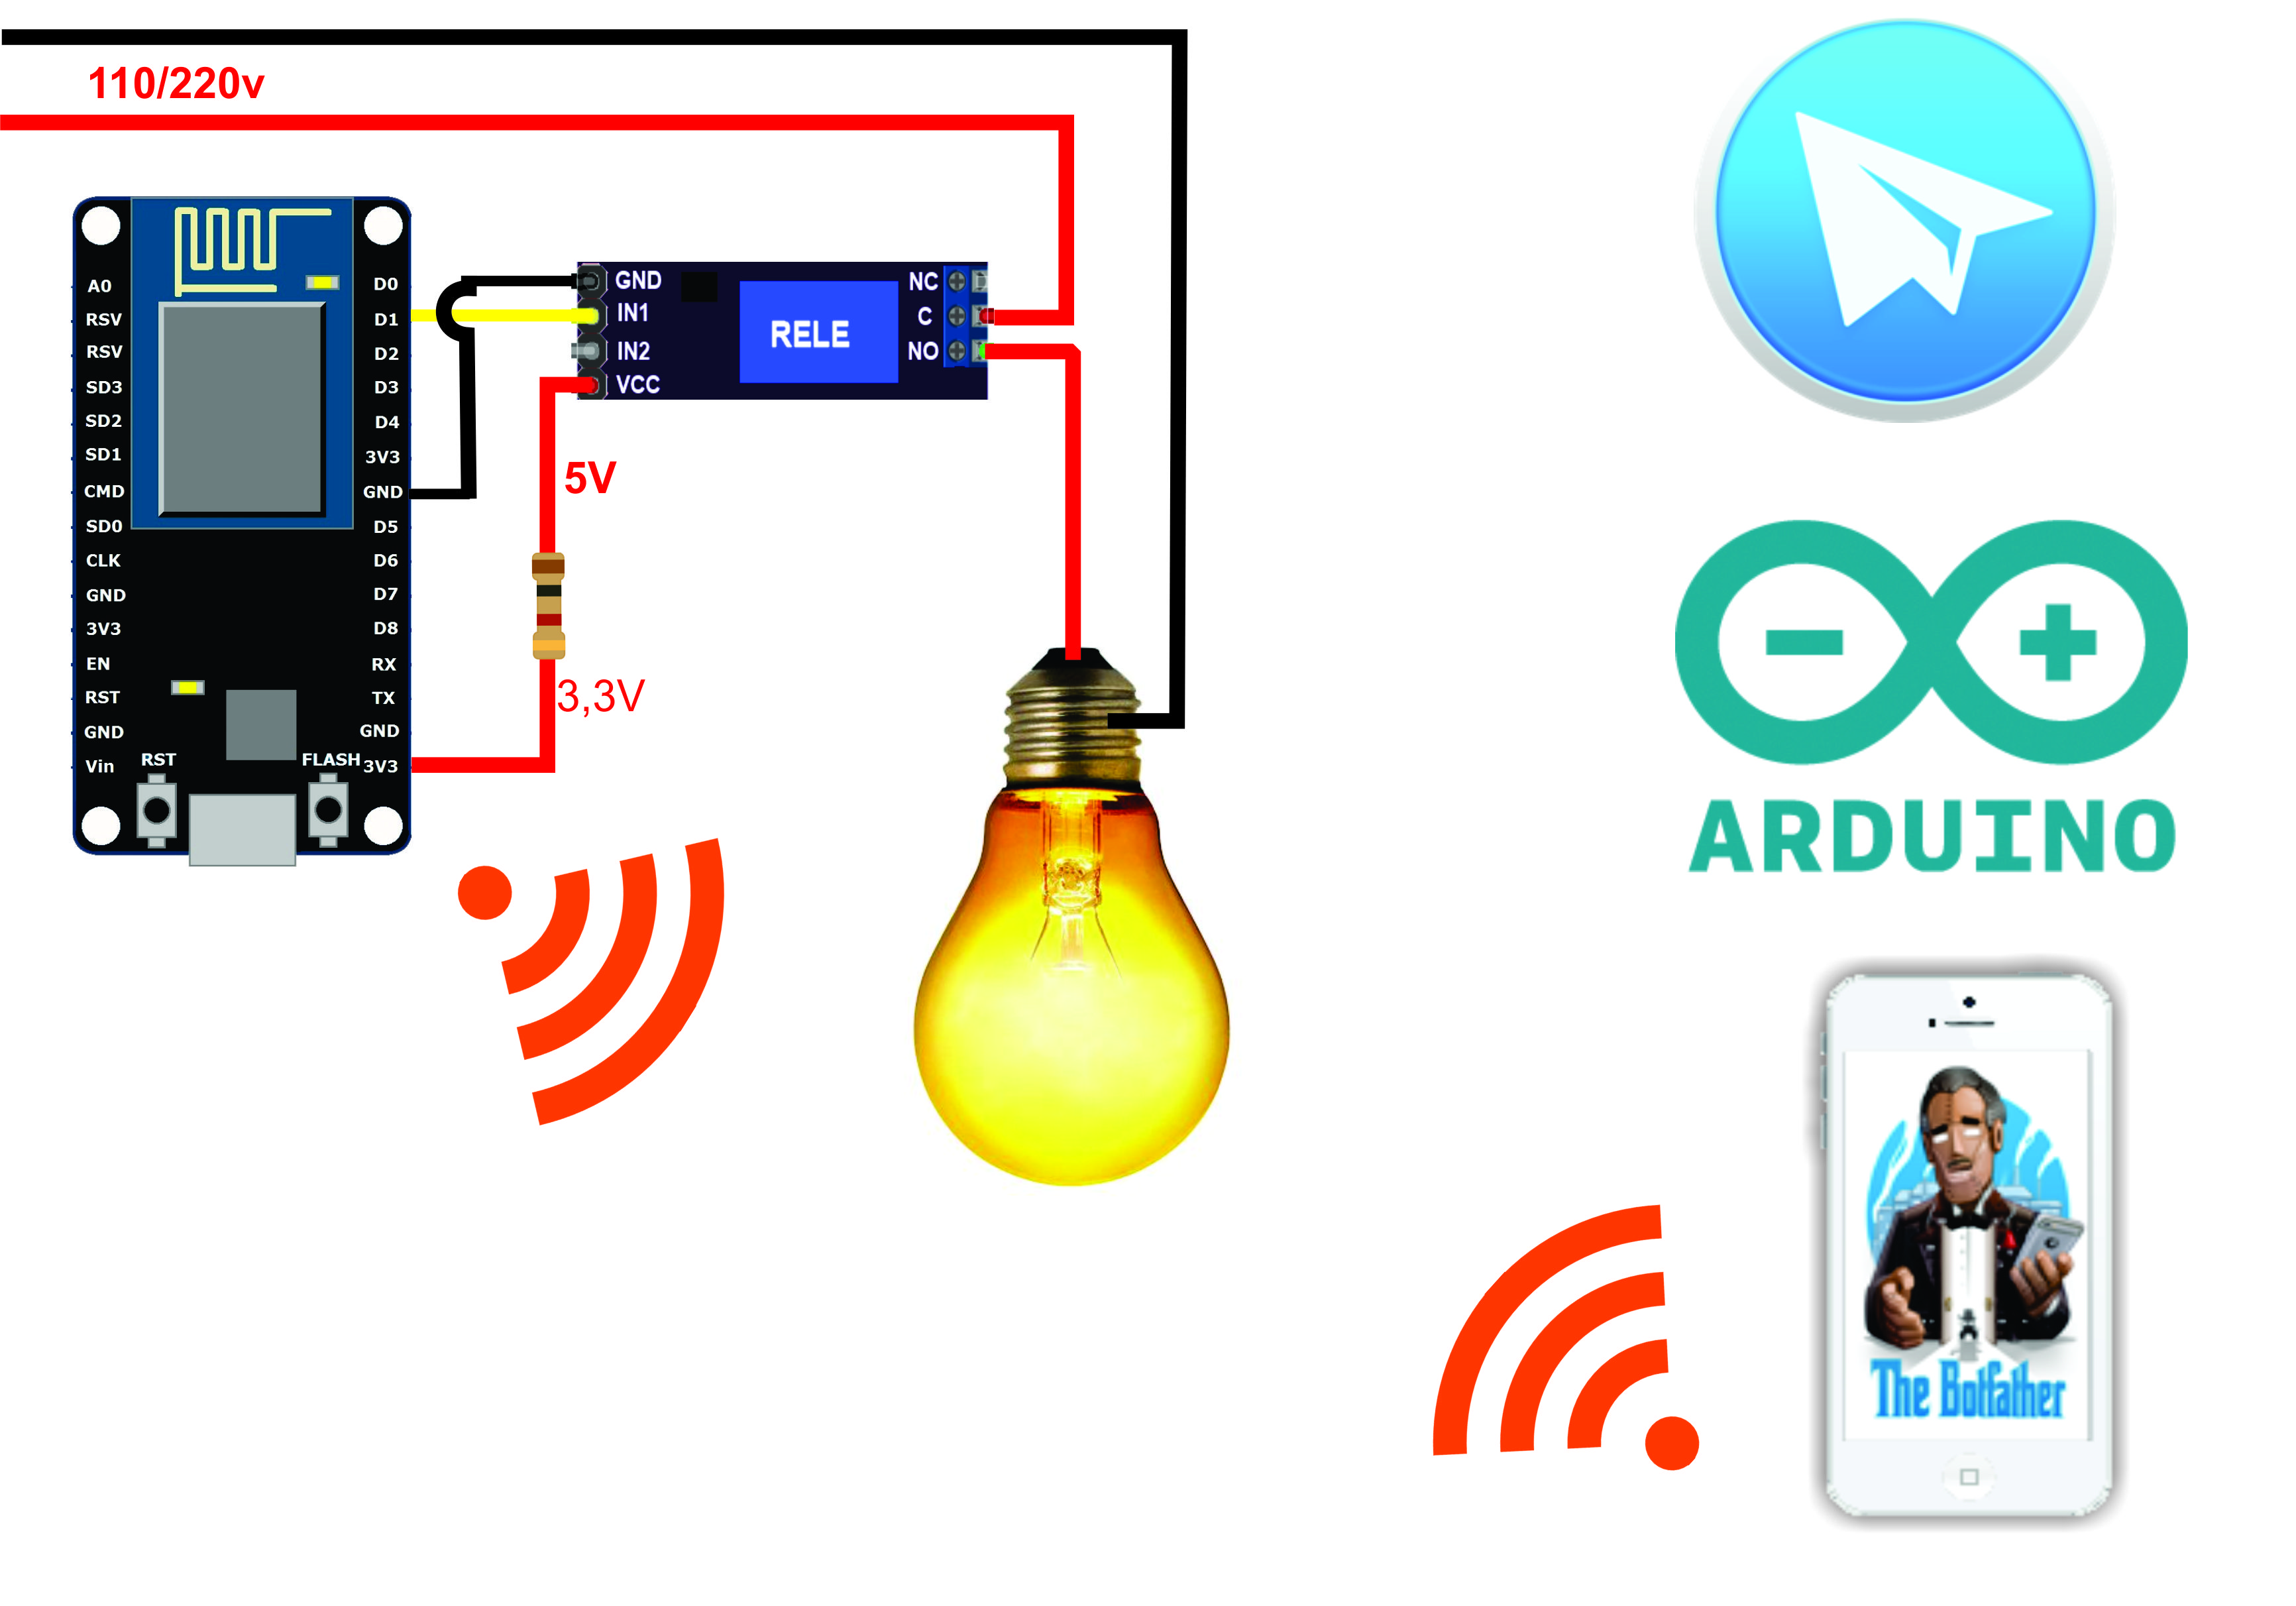 110/220v
A0
RSV
RSV
SD3
SD2
SD1
CMD
SD0
CLK
GND
3V3
EN
RST
GND
Vin
D0
D1
D2
D3
D4
3V3
GND
D5
D6
D7
D8
RX
TX
GND
3V3
RST
FLASH
GND
IN1
IN2
VCC
RELE
NC
C
NO
5V
3,3V
ARDUINO
The Botfather